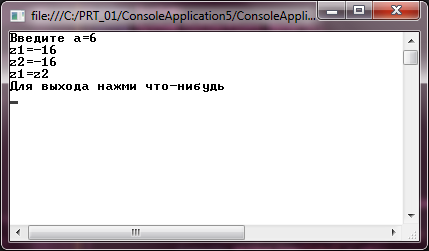 file:///C:/PRT_01/ConsoleApplication5/ConsoleAppli...
Введите a=6
z1=-16
z2=-16
z1=z2
Для выхода нажми что-нибудь